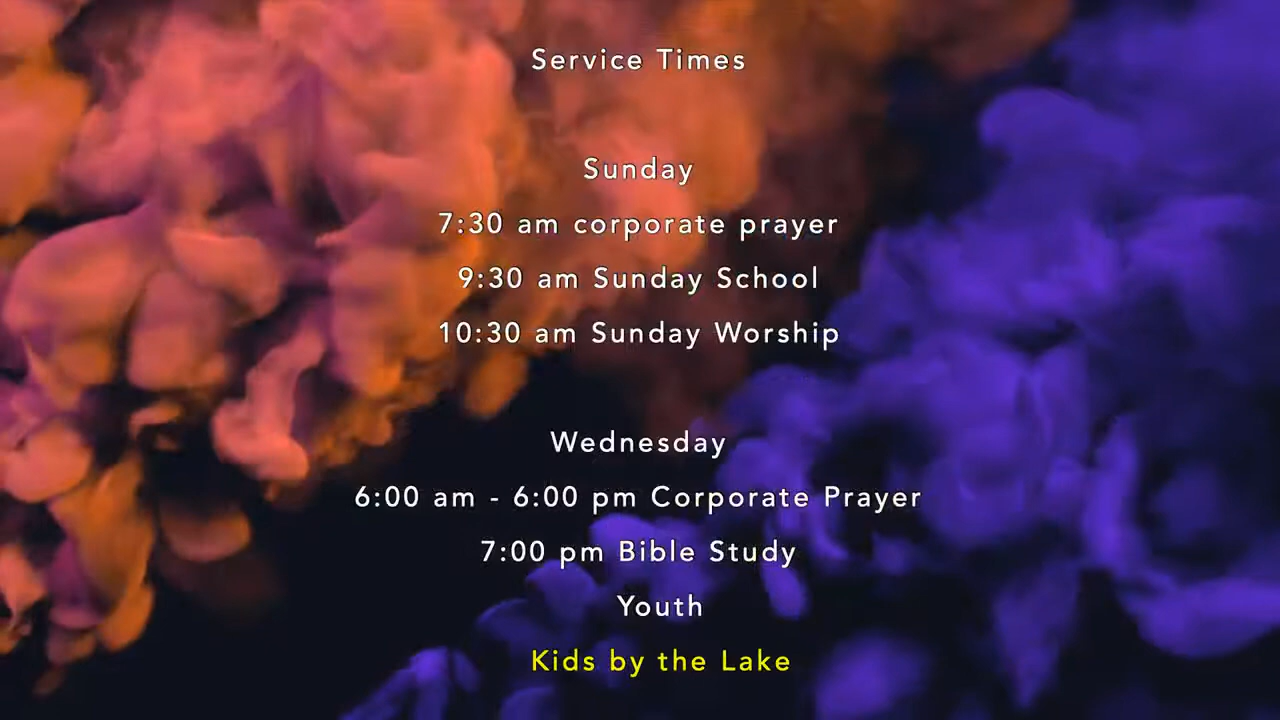 Service Times
Sunday
7:30 am corporate prayer
9:30 am Sunday School
10:30 am Sunday Worship
Wednesday
6:00 am - 6:00 pm Corporate Prayer
7:00 pm Bible Study
Youth
Kids by the Lake